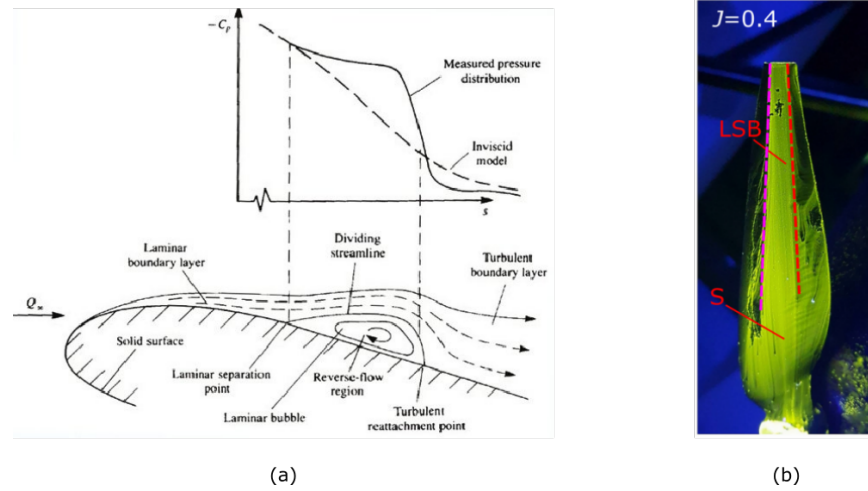 − C_p
Measured pressure
distribution
Inviscid
model
s
Dividing
streamline
Laminar
boundary layer
Turbulent
boundary layer
Q∞
Solid surface
Laminar separation
point
Reverse-flow
region
Laminar bubble
Turbulent
reattachment point
(a)
J=0.4
LSB
S
(b)